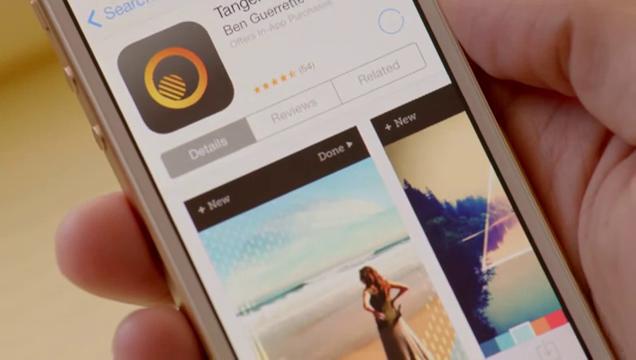 Search
Ben Guerrette
Offers In-App Purchases
(54)
Details
Reviews
Related
+ New
Done
+ New